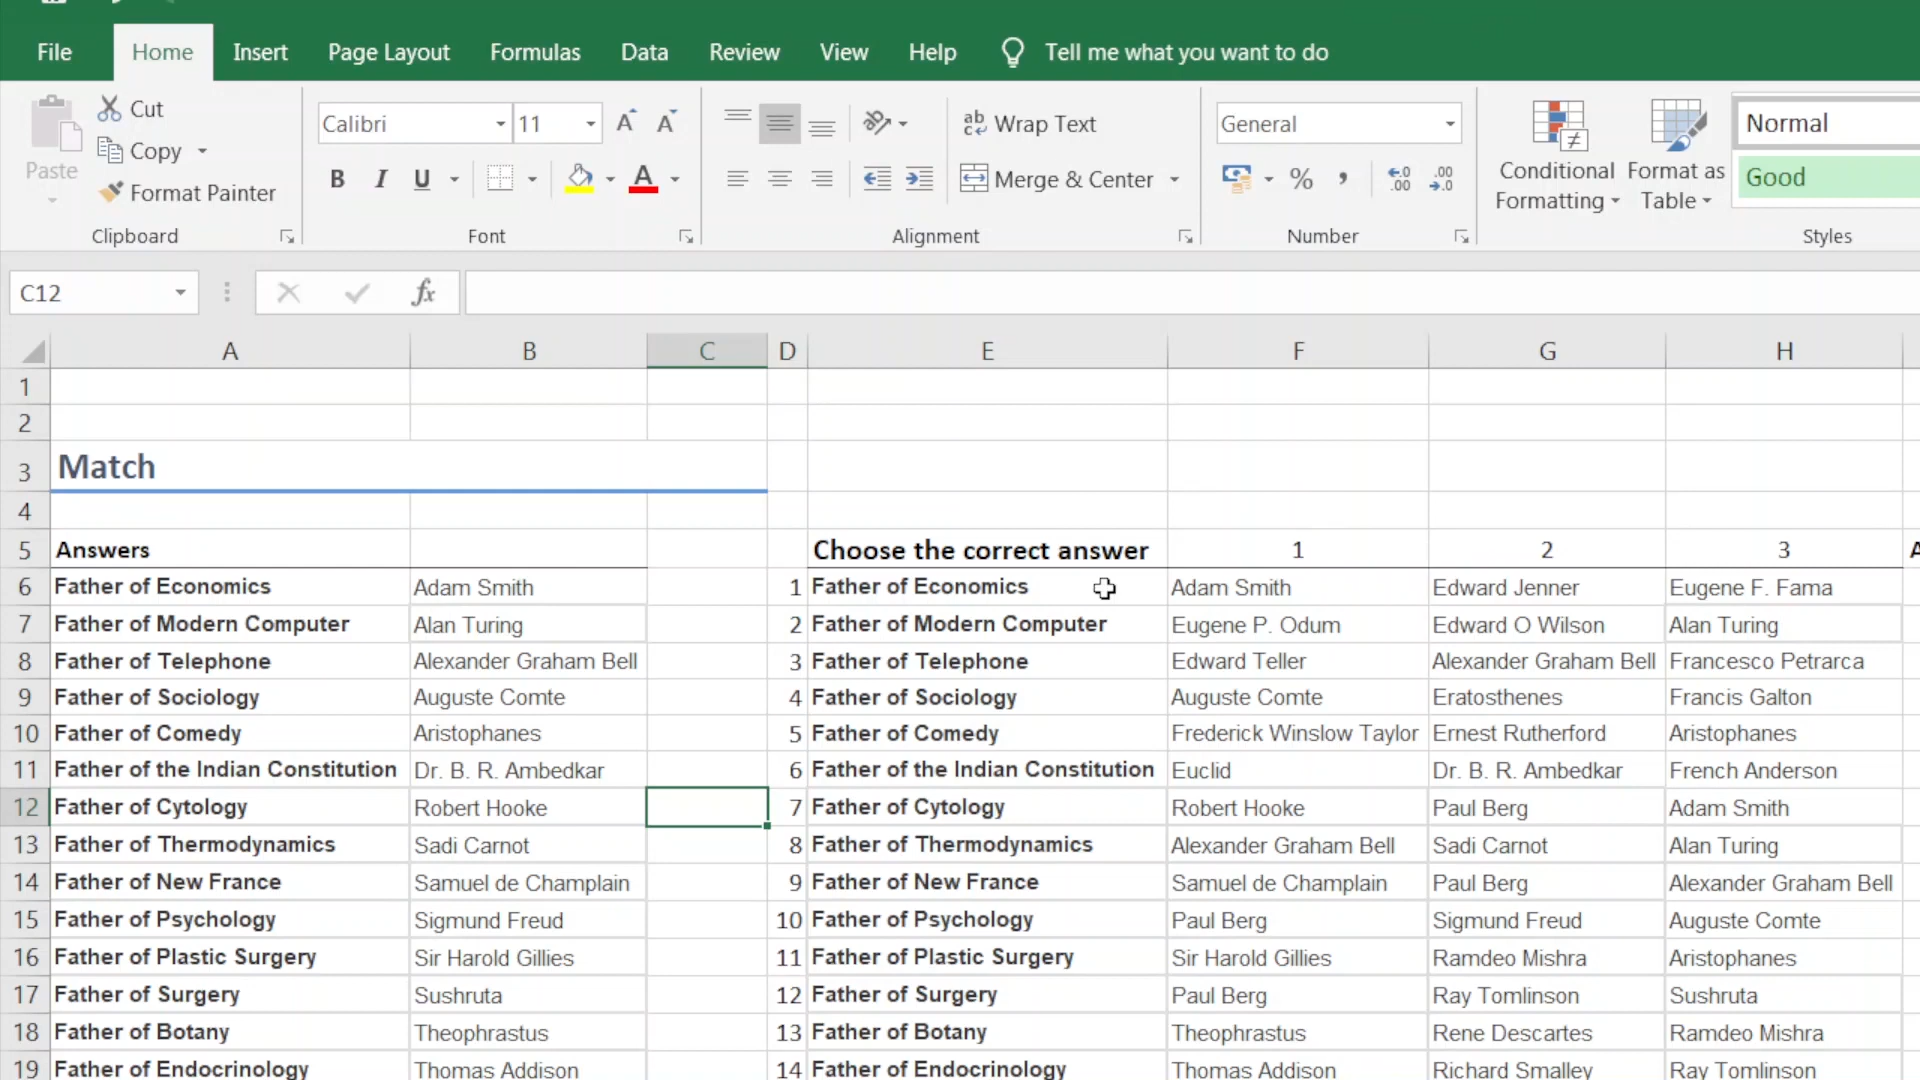 File Home Insert Page Layout Formulas Data Review View Help Tell me what you want to do
Paste Cut Copy Format Painter Clipboard
Calibri 11 A A B I U A Font
ab Wrap Text Merge & Center Alignment
General % , .0 .00 .00 .0 Number
Conditional Formatting Format as Table Normal Good Styles
C12 fx
A B C D E F G H
1
2
3 Match
4
5 Answers Choose the correct answer 1 2 3
6 Father of Economics Adam Smith 1 Father of Economics Adam Smith Edward Jenner Eugene F. Fama
7 Father of Modern Computer Alan Turing 2 Father of Modern Computer Eugene P. Odum Edward O Wilson Alan Turing
8 Father of Telephone Alexander Graham Bell 3 Father of Telephone Edward Teller Alexander Graham Bell Francesco Petrarca
9 Father of Sociology Auguste Comte 4 Father of Sociology Auguste Comte Eratosthenes Francis Galton
10 Father of Comedy Aristophanes 5 Father of Comedy Frederick Winslow Taylor Ernest Rutherford Aristophanes
11 Father of the Indian Constitution Dr. B. R. Ambedkar 6 Father of the Indian Constitution Euclid Dr. B. R. Ambedkar French Anderson
12 Father of Cytology Robert Hooke 7 Father of Cytology Robert Hooke Paul Berg Adam Smith
13 Father of Thermodynamics Sadi Carnot 8 Father of Thermodynamics Alexander Graham Bell Sadi Carnot Alan Turing
14 Father of New France Samuel de Champlain 9 Father of New France Samuel de Champlain Paul Berg Alexander Graham Bell
15 Father of Psychology Sigmund Freud 10 Father of Psychology Paul Berg Sigmund Freud Auguste Comte
16 Father of Plastic Surgery Sir Harold Gillies 11 Father of Plastic Surgery Sir Harold Gillies Ramdeo Mishra Aristophanes
17 Father of Surgery Sushruta 12 Father of Surgery Paul Berg Ray Tomlinson Sushruta
18 Father of Botany Theophrastus 13 Father of Botany Theophrastus Rene Descartes Ramdeo Mishra
19 Father of Endocrinology Thomas Addison 14 Father of Endocrinology Thomas Addison Richard Smalley Ray Tomlinson